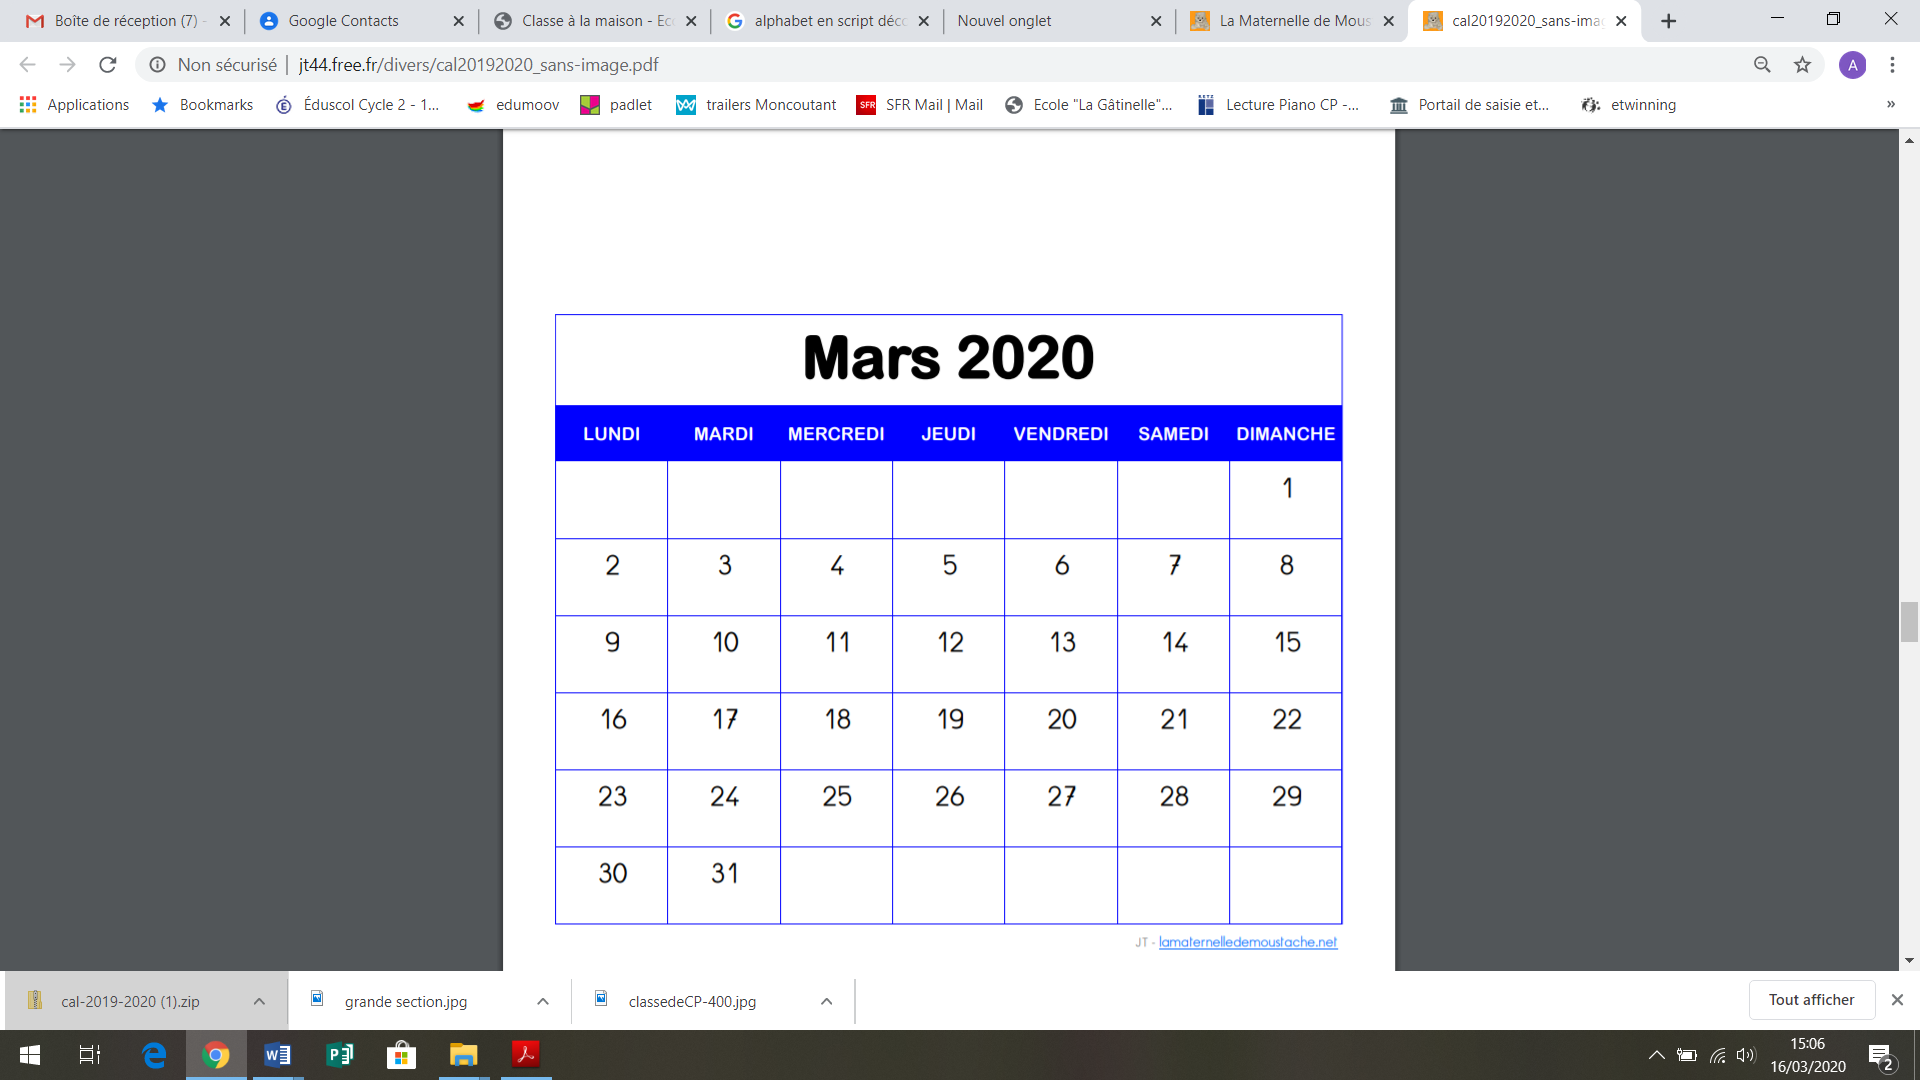 Boîte de réception (7) -
Google Contacts
Classe à la maison - Ec
alphabet en script déco
Nouvel onglet
La Maternelle de Mous
cal20192020_sans-ima
Non sécurisé | jt44.free.fr/divers/cal20192020_sans-image.pdf
A
Applications
Bookmarks
Éduscol Cycle 2 - 1...
edumoov
padlet
trailers Moncoutant
SFR
SFR Mail | Mail
Ecole "La Gâtinelle"...
Lecture Piano CP -...
Portail de saisie et...
etwinning
»
Mars 2020
LUNDI MARDI MERCREDI JEUDI VENDREDI SAMEDI DIMANCHE
1
2 3 4 5 6 7 8
9 10 11 12 13 14 15
16 17 18 19 20 21 22
23 24 25 26 27 28 29
30 31
JT - lamaternelledemoustache.net
cal-2019-2020 (1).zip
grande section.jpg
classedeCP-400.jpg
Tout afficher
15:06
16/03/2020
2